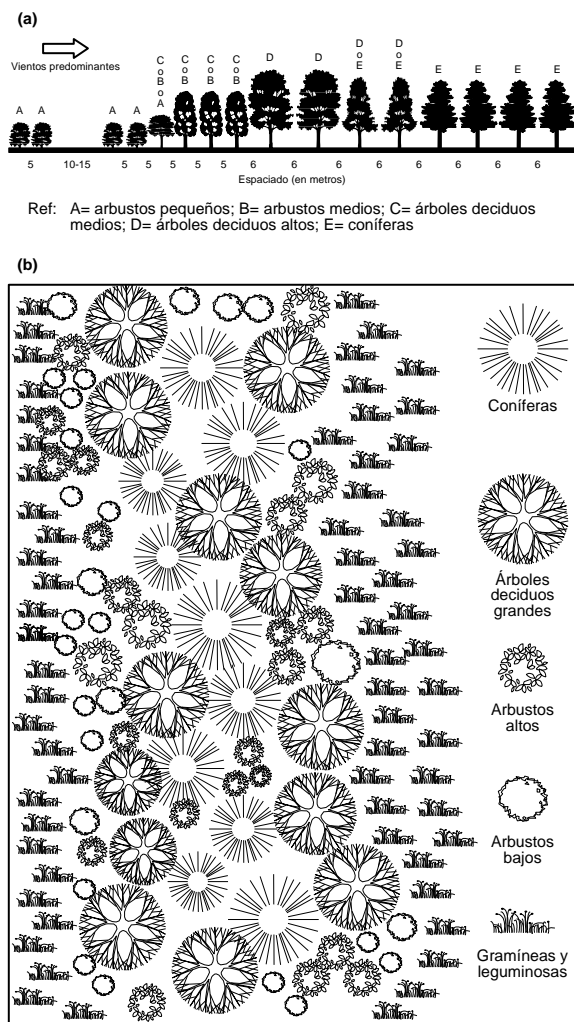 (a)
Vientos predominantes
A A A A C o B o A C o B C o B C o B D D D o E D o E E E E E
5 10-15 5 5 5 5 5 6 6 6 6 6 6 6 6
Espaciado (en metros)
Ref: A= arbustos pequeños; B= arbustos medios; C= árboles deciduos
medios; D= árboles deciduos altos; E= coníferas
(b)
Coníferas
Árboles
deciduos
grandes
Arbustos
altos
Arbustos
bajos
Gramíneas y
leguminosas